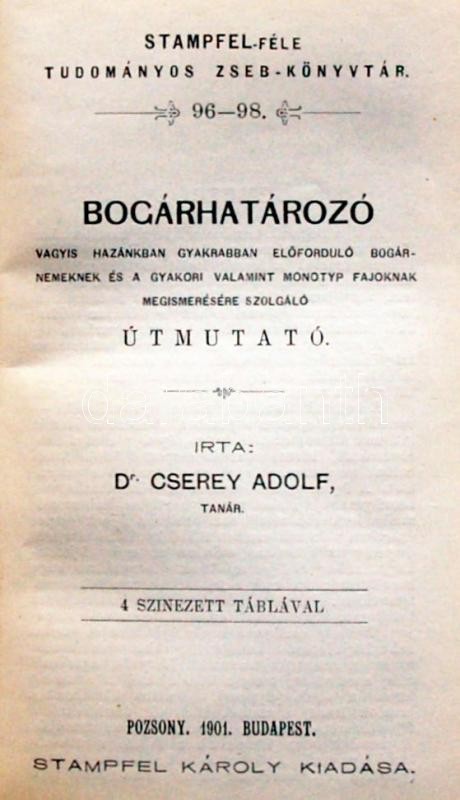 STAMPFEL-FÉLE
TUDOMÁNYOS ZSEB-KÖNYVTÁR.
96—98.
BOGÁRHATÁROZÓ
VAGYIS HAZÁNKBAN GYAKRABBAN ELŐFORDULÓ BOGÁR-
NEMEKNEK ÉS A GYAKORI VALAMINT MONOTYP FAJOKNAK
MEGISMERÉSÉRE SZOLGÁLÓ
ÚTMUTATÓ.
IRTA:
Dr. CSEREY ADOLF,
TANÁR.
4 SZINEZETT TÁBLÁVAL
POZSONY. 1901. BUDAPEST.
STAMPFEL KÁROLY KIADÁSA.